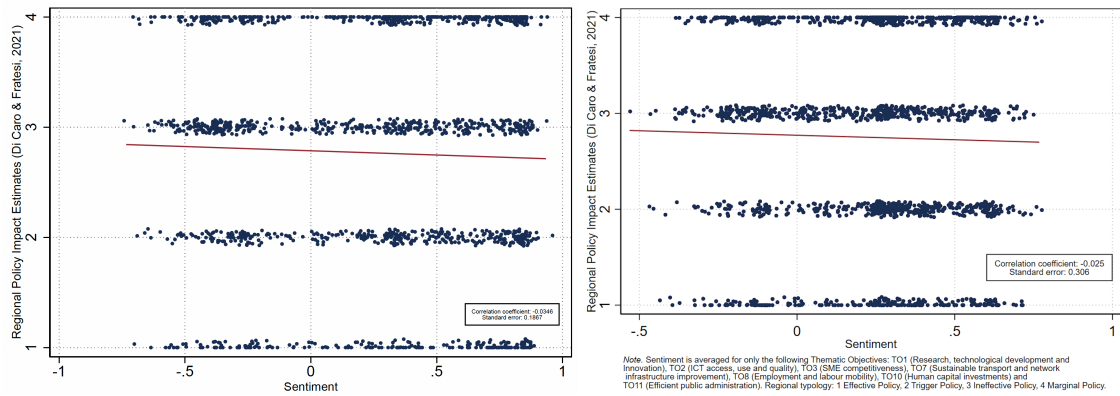 Regional Policy Impact Estimates (Di Caro & Fratesi, 2021)
4
3
2
1
-1
-.5
0
.5
1
Sentiment
Correlation coefficient: -0.0346
Standard error: 0.1867
Regional Policy Impact Estimates (Di Caro & Fratesi, 2021)
4
3
2
1
-.5
0
.5
1
Sentiment
Correlation coefficient: -0.025
Standard error: 0.306
Note. Sentiment is averaged for only the following Thematic Objectives: TO1 (Research, technological development and
Innovation), TO2 (ICT access, use and quality), TO3 (SME competitiveness), TO7 (Sustainable transport and network
infrastructure improvement), TO8 (Employment and labour mobility), TO10 (Human capital investments) and
TO11 (Efficient public administration). Regional typology: 1 Effective Policy, 2 Trigger Policy, 3 Ineffective Policy, 4 Marginal Policy.